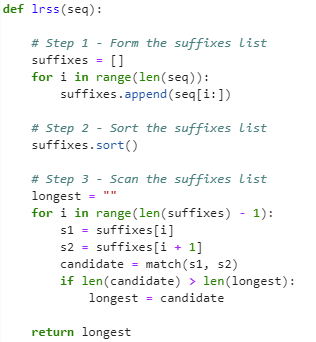 def lrss(seq):
    # Step 1 - Form the suffixes list
    suffixes = []
    for i in range(len(seq)):
        suffixes.append(seq[i:])
    # Step 2 - Sort the suffixes list
    suffixes.sort()
    # Step 3 - Scan the suffixes list
    longest = ""
    for i in range(len(suffixes) - 1):
        s1 = suffixes[i]
        s2 = suffixes[i + 1]
        candidate = match(s1, s2)
        if len(candidate) > len(longest):
            longest = candidate
    return longest